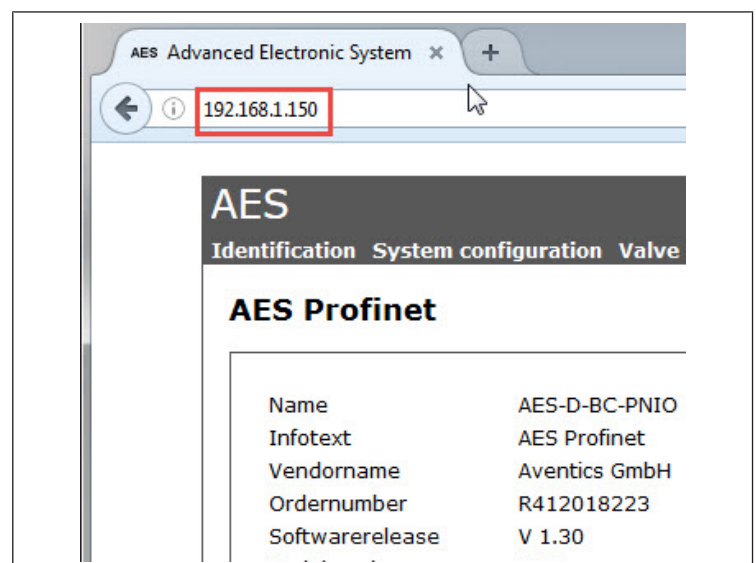 AES Advanced Electronic System × +
192.168.1.150
AES
Identification System configuration Valve
AES Profinet
Name AES-D-BC-PNIO
Infotext AES Profinet
Vendorname Aventics GmbH
Ordernumber R412018223
Softwarerelease V 1.30